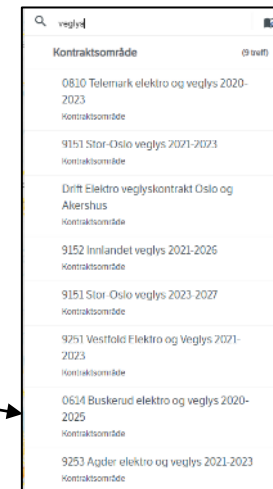 veglys
Kontraktsområde (9 treff)
0810 Telemark elektro og veglys 2020-
2023
Kontraktsområde
9151 Stor-Oslo veglys 2021-2023
Kontraktsområde
Drift Elektro veglyskontrakt Oslo og
Akershus
Kontraktsområde
9152 Innlandet veglys 2021-2026
Kontraktsområde
9151 Stor-Oslo veglys 2023-2027
Kontraktsområde
9251 Vestfold Elektro og Veglys 2021-
2023
Kontraktsområde
0614 Buskerud elektro og veglys 2020-
2025
Kontraktsområde
9253 Agder elektro og veglys 2021-2023
Kontraktsområde